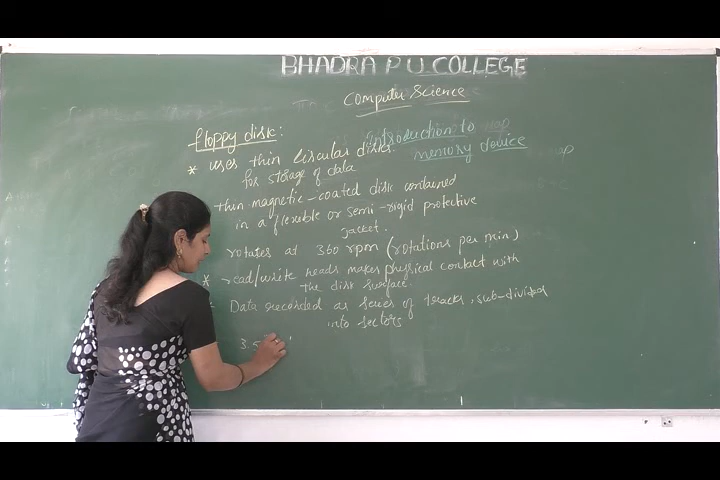 BHADRA P U COLLEGE
Computer Science
Introduction to
memory device
Floppy disk:
* uses thin circular disks
for storage of data
thin magnetic-coated disk contained
in a flexible or semi-rigid protective
jacket.
rotates at 360 rpm (rotations per min)
* read/write heads makes physical contact with
the disk surface.
Data recorded as series of tracks, sub-divided
into sectors
3.5